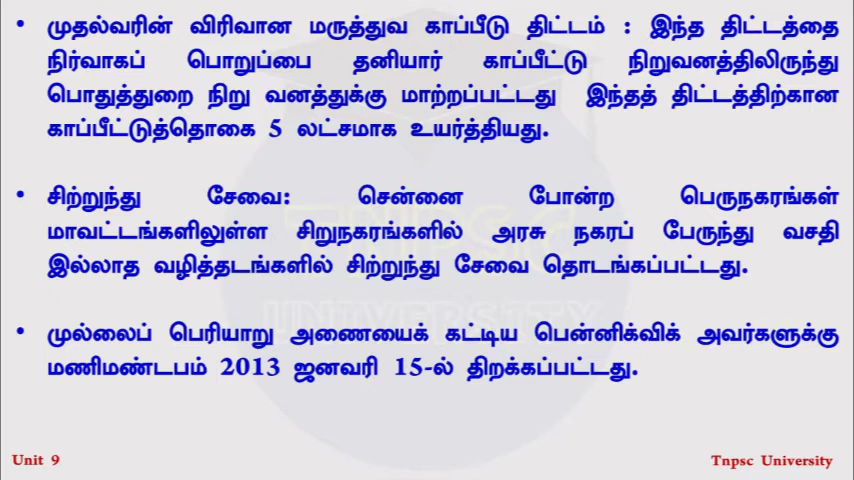 • முதல்வரின் விரிவான மருத்துவ காப்பீடு திட்டம் : இந்த திட்டத்தை
நிர்வாகப் பொறுப்பை தனியார் காப்பீட்டு நிறுவனத்திலிருந்து
பொதுத்துறை நிறு வனத்துக்கு மாற்றப்பட்டது இந்தத் திட்டத்திற்கான
காப்பீட்டுத்தொகை 5 லட்சமாக உயர்த்தியது.
• சிற்றுந்து சேவை: சென்னை போன்ற பெருநகரங்கள்
மாவட்டங்களிலுள்ள சிறுநகரங்களில் அரசு நகரப் பேருந்து வசதி
இல்லாத வழித்தடங்களில் சிற்றுந்து சேவை தொடங்கப்பட்டது.
• முல்லைப் பெரியாறு அணையைக் கட்டிய பென்னிக்விக் அவர்களுக்கு
மணிமண்டபம் 2013 ஜனவரி 15-ல் திறக்கப்பட்டது.
TNPSC
UNIVERSITY
Unit 9
Tnpsc University